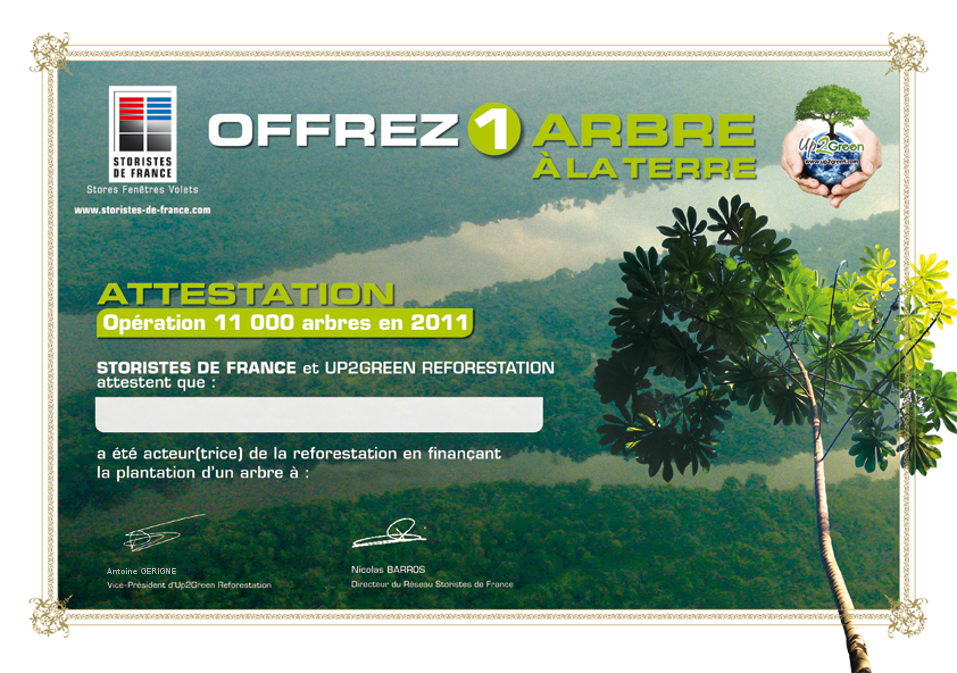 STORISTES
DE FRANCE
Stores Fenêtres Volets
www.storistes-de-france.com
OFFREZ 1 ARBRE
À LA TERRE
Up2Green
www.up2green.com
ATTESTATION
Opération 11 000 arbres en 2011
STORISTES DE FRANCE et UP2GREEN REFORESTATION
attestent que :
a été acteur(trice) de la reforestation en finançant
la plantation d'un arbre à :
Antoine GERIGNE
Vice-Président d'Up2Green Reforestation
Nicolas BARROS
Directeur du Réseau Storistes de France